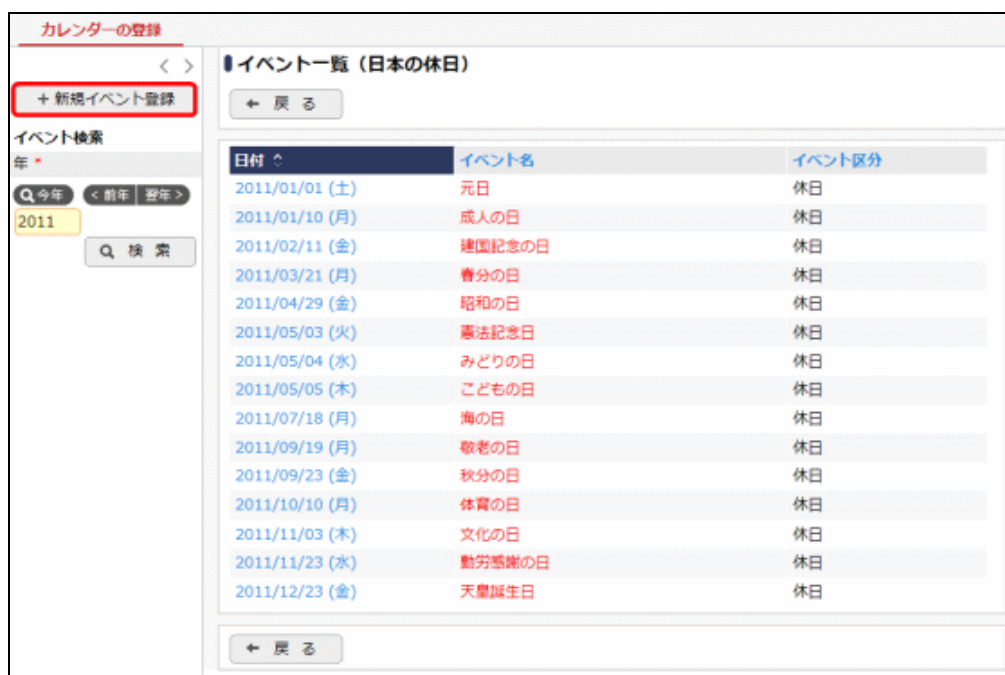 カレンダーの登録
< >
+ 新規イベント登録
イベント検索
年 *
今年 < 前年 翌年 >
2011
検 索
イベント一覧（日本の休日）
← 戻 る
日付 イベント名 イベント区分
2011/01/01 (土) 元日 休日
2011/01/10 (月) 成人の日 休日
2011/02/11 (金) 建国記念の日 休日
2011/03/21 (月) 春分の日 休日
2011/04/29 (金) 昭和の日 休日
2011/05/03 (火) 憲法記念日 休日
2011/05/04 (水) みどりの日 休日
2011/05/05 (木) こどもの日 休日
2011/07/18 (月) 海の日 休日
2011/09/19 (月) 敬老の日 休日
2011/09/23 (金) 秋分の日 休日
2011/10/10 (月) 体育の日 休日
2011/11/03 (木) 文化の日 休日
2011/11/23 (水) 勤労感謝の日 休日
2011/12/23 (金) 天皇誕生日 休日
← 戻 る